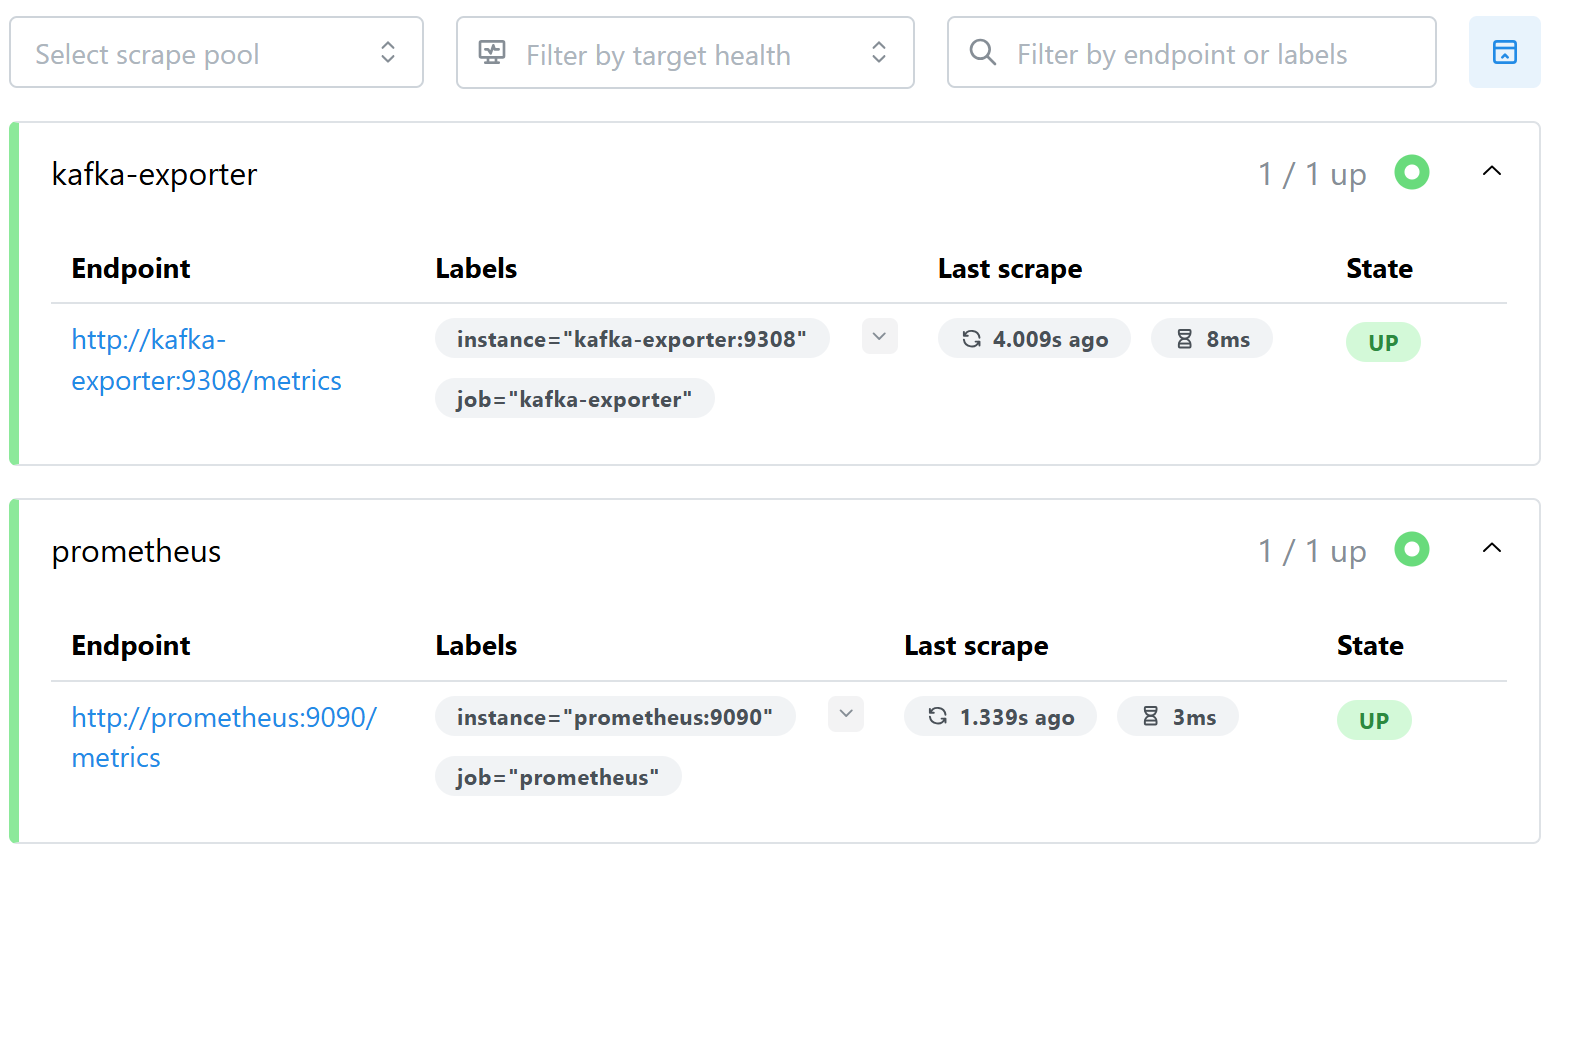 Select scrape pool
Filter by target health
Filter by endpoint or labels
kafka-exporter
1 / 1 up
Endpoint
Labels
Last scrape
State
http://kafka-
exporter:9308/metrics
instance="kafka-exporter:9308"
job="kafka-exporter"
4.009s ago
8ms
UP
prometheus
1 / 1 up
Endpoint
Labels
Last scrape
State
http://prometheus:9090/
metrics
instance="prometheus:9090"
job="prometheus"
1.339s ago
3ms
UP